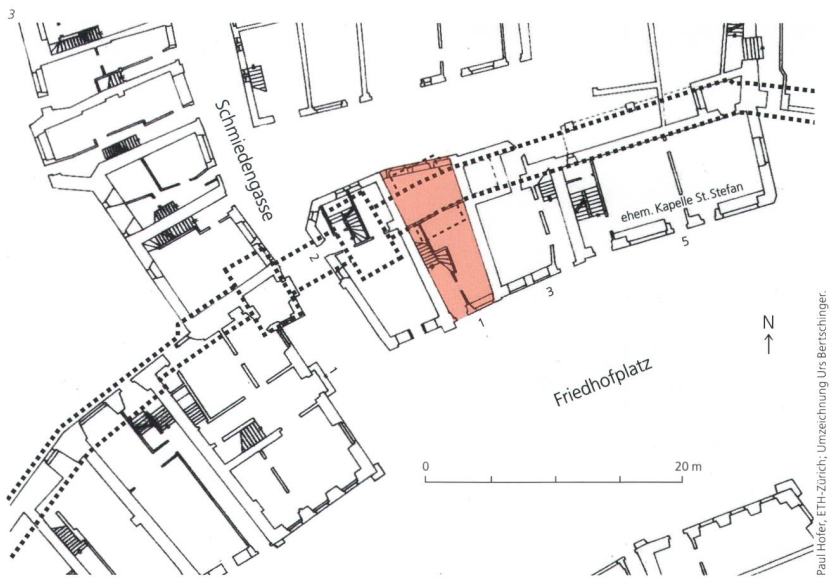 3
Schmiedengasse
ehem. Kapelle St. Stefan
2
5
3
1
1
N
Friedhofplatz
0 20 m
Paul Hofer, ETH-Zürich; Umzeichnung Urs Bertschinger.